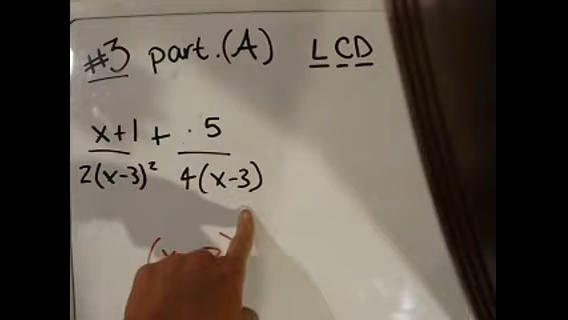 #3 part.(A) LCD
x+1 + 5
2(x-3)² 4(x-3)